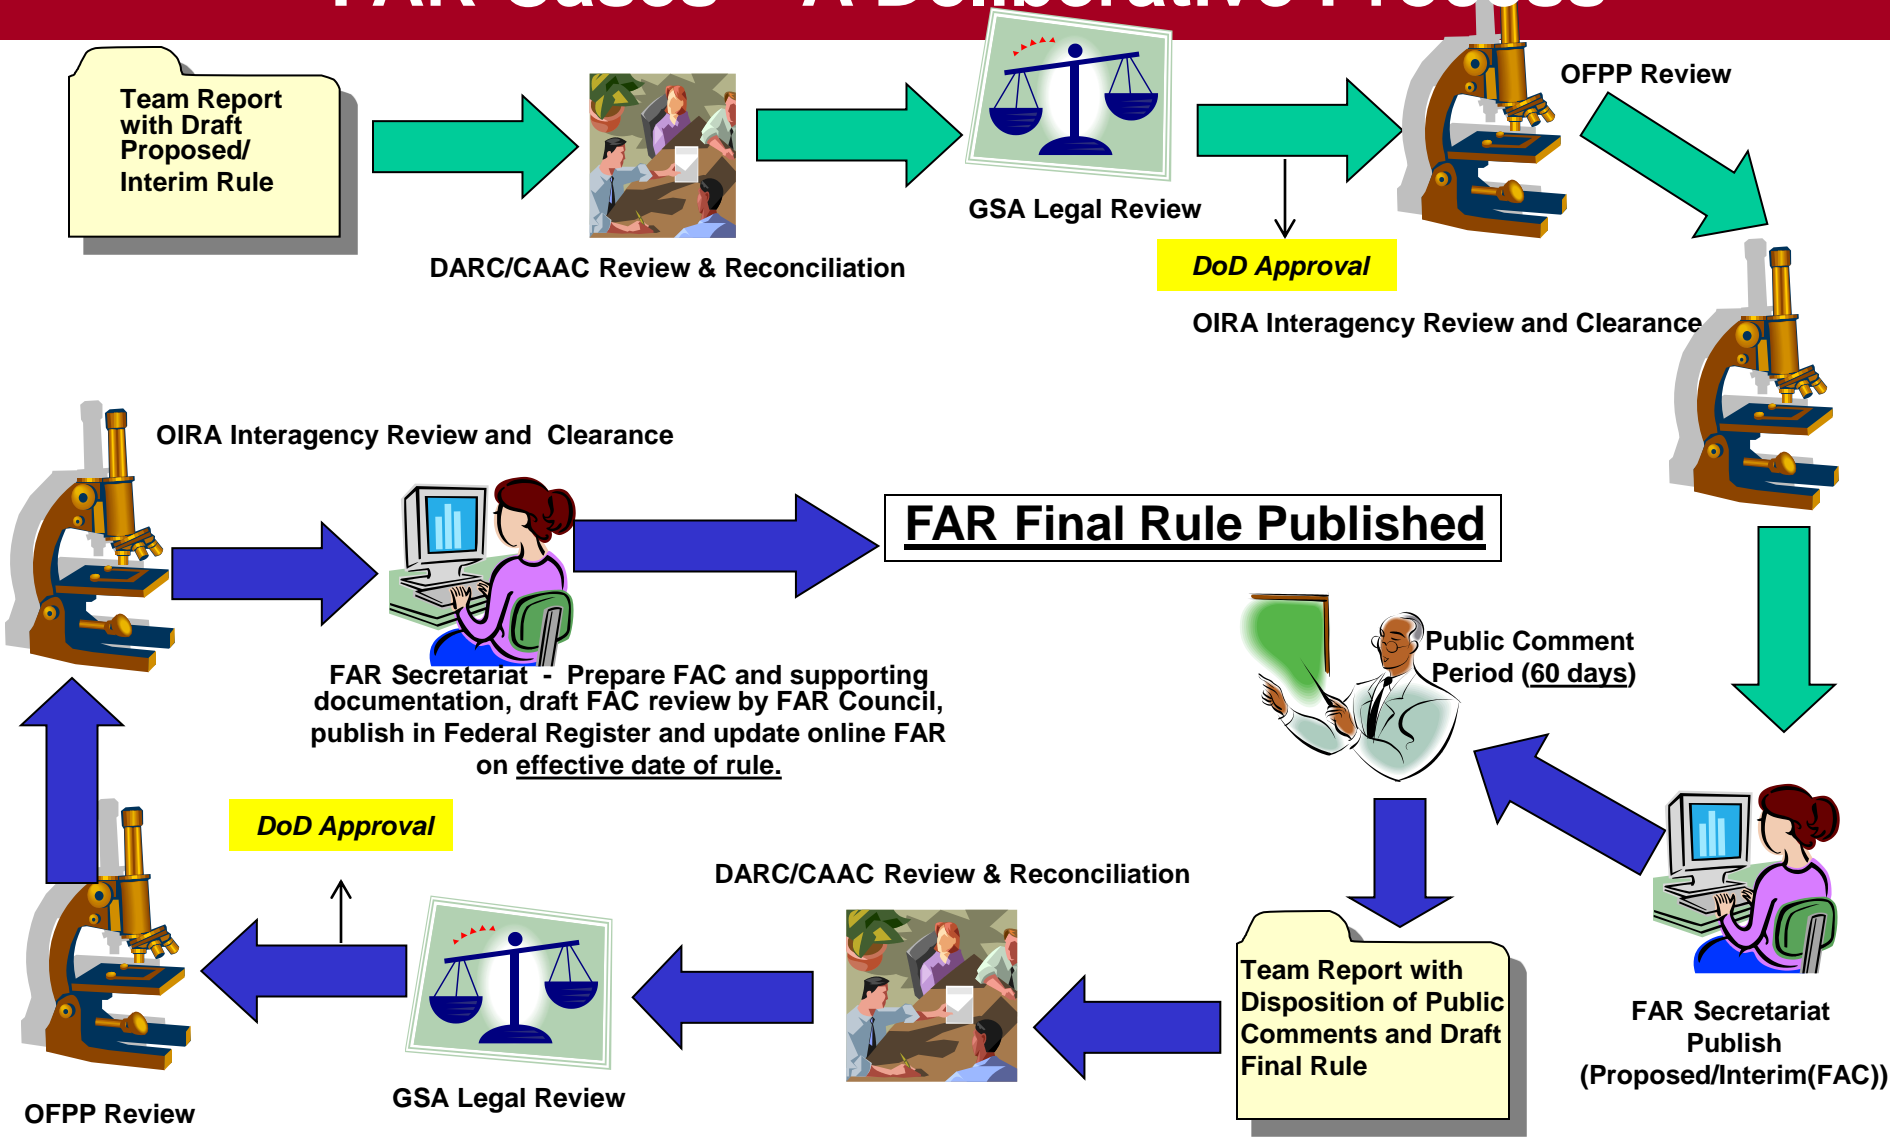 FAR Cases – A Deliberative Process
Team Report
with Draft
Proposed/
Interim Rule
DARC/CAAC Review & Reconciliation
GSA Legal Review
DoD Approval
OFPP Review
OIRA Interagency Review and Clearance
FAR Secretariat
Publish
(Proposed/Interim(FAC))
Public Comment
Period (60 days)
Team Report with
Disposition of Public
Comments and Draft
Final Rule
DARC/CAAC Review & Reconciliation
GSA Legal Review
DoD Approval
OFPP Review
OIRA Interagency Review and Clearance
FAR Secretariat - Prepare FAC and supporting
documentation, draft FAC review by FAR Council,
publish in Federal Register and update online FAR
on effective date of rule.
FAR Final Rule Published